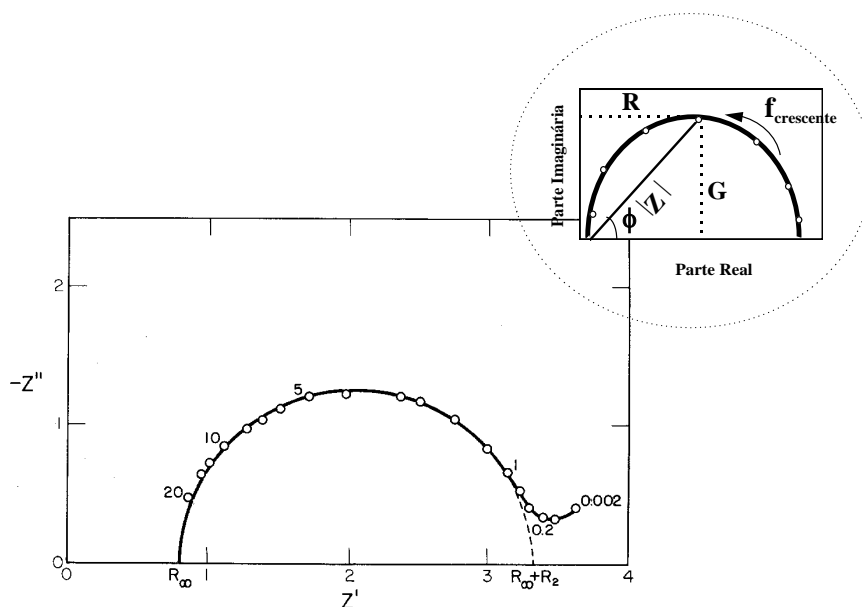 R
f crescente
Parte Imaginária
ϕ
|Z|
G
Parte Real
2
−Z"
1
0
5
10
20
1
0.2
0.002
0
R∞
1
2
3
R∞+R2
4
Z'